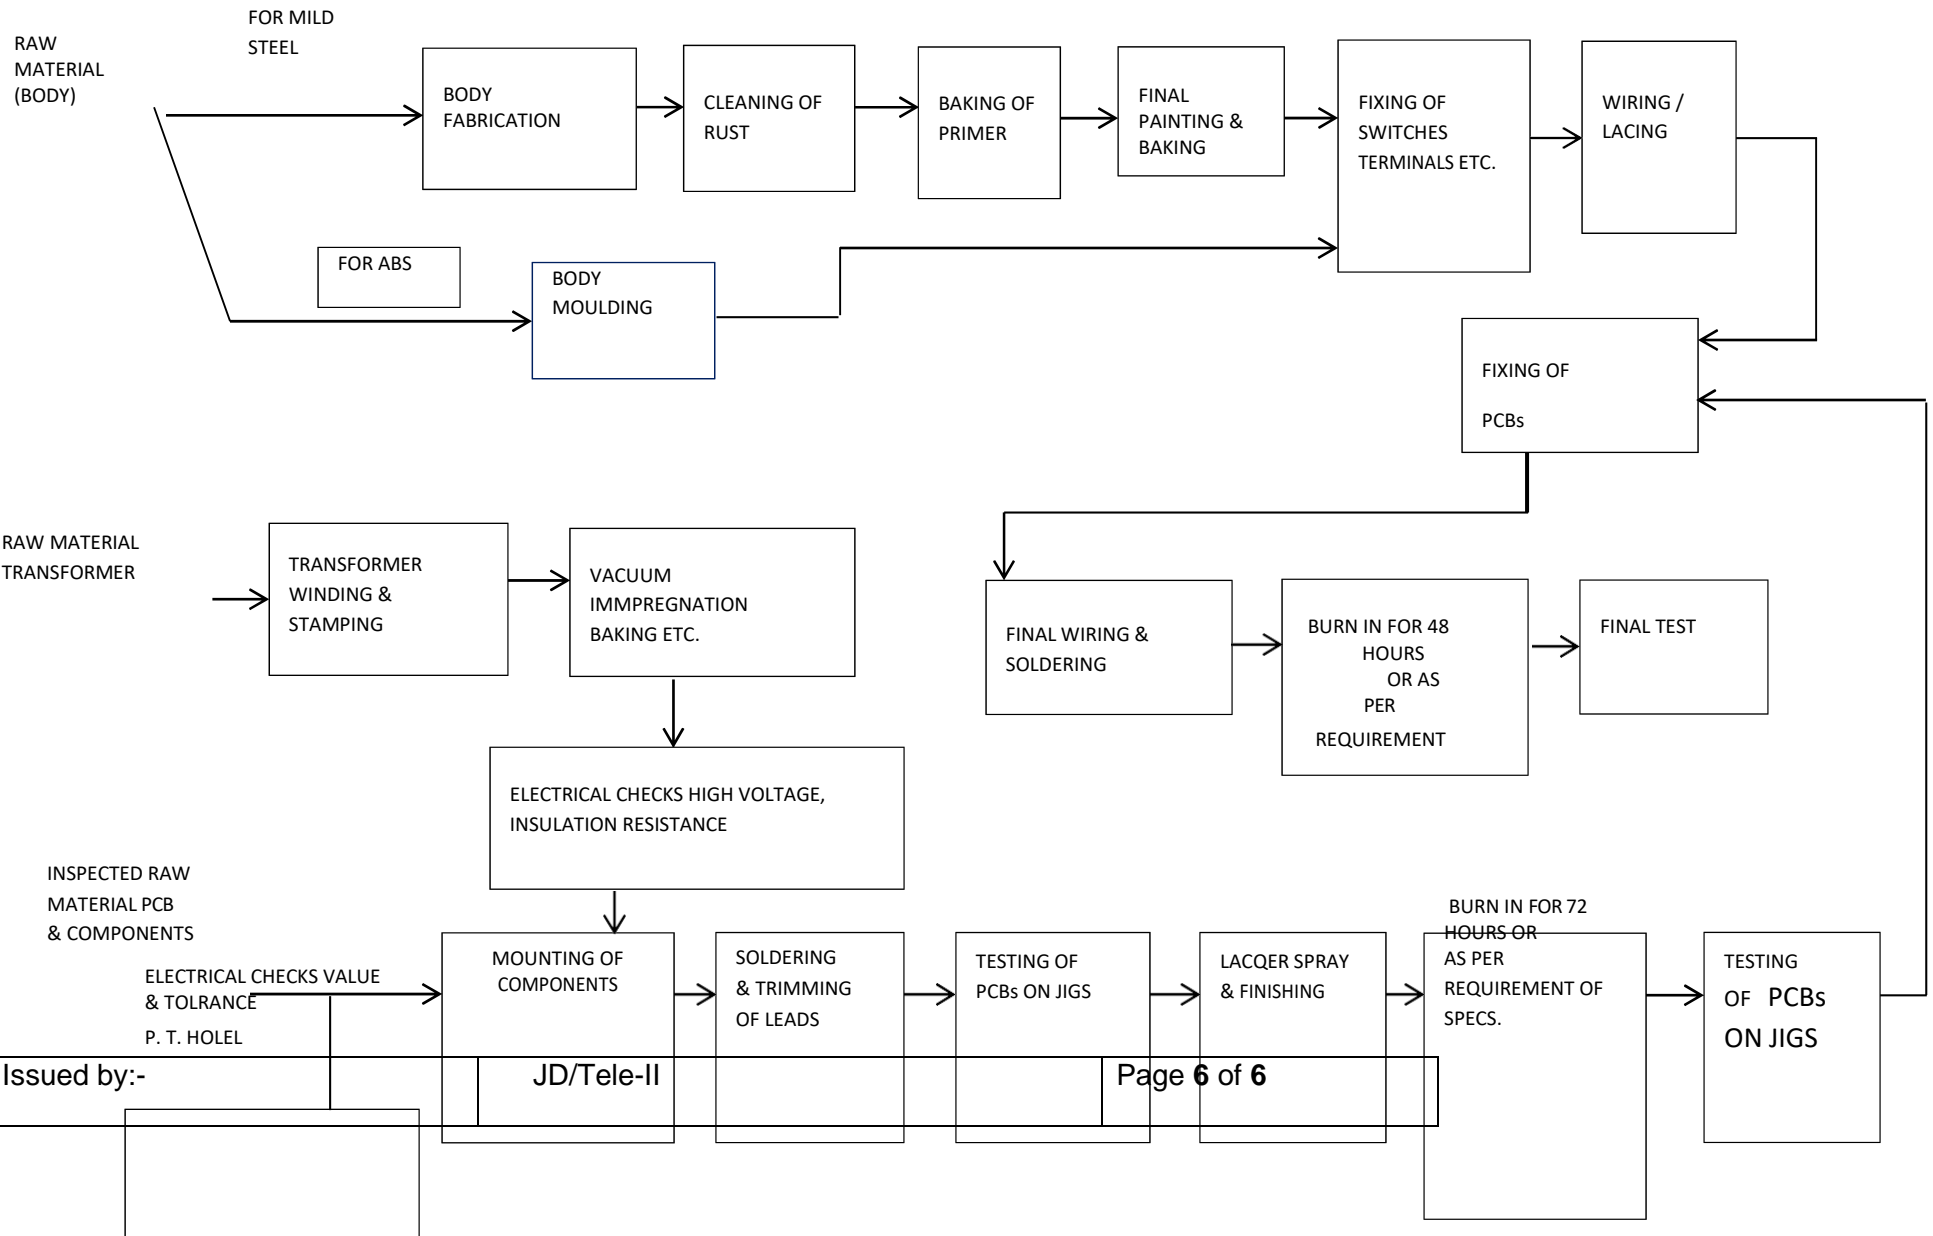 FOR MILD
STEEL
RAW
MATERIAL
(BODY)
BODY
FABRICATION
CLEANING OF
RUST
BAKING OF
PRIMER
FINAL
PAINTING &
BAKING
FIXING OF
SWITCHES
TERMINALS ETC.
WIRING /
LACING
FOR ABS
BODY
MOULDING
FIXING OF
PCBs
RAW MATERIAL
TRANSFORMER
TRANSFORMER
WINDING &
STAMPING
VACUUM
IMMPREGNATION
BAKING ETC.
FINAL WIRING &
SOLDERING
BURN IN FOR 48
HOURS
OR AS
PER
REQUIREMENT
FINAL TEST
ELECTRICAL CHECKS HIGH VOLTAGE,
INSULATION RESISTANCE
INSPECTED RAW
MATERIAL PCB
& COMPONENTS
ELECTRICAL CHECKS VALUE
& TOLRANCE
P. T. HOLEL
MOUNTING OF
COMPONENTS
SOLDERING
& TRIMMING
OF LEADS
TESTING OF
PCBs ON JIGS
LACQER SPRAY
& FINISHING
BURN IN FOR 72
HOURS OR
AS PER
REQUIREMENT OF
SPECS.
TESTING
OF PCBs
ON JIGS
Issued by:- JD/Tele-II Page 6 of 6